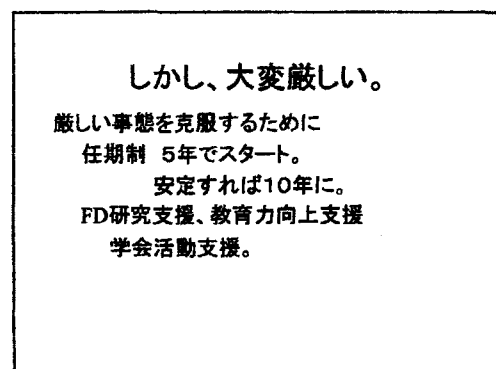 しかし、大変厳しい。
厳しい事態を克服するために
任期制 5年でスタート。
安定すれば10年に。
FD研究支援、教育力向上支援
学会活動支援。